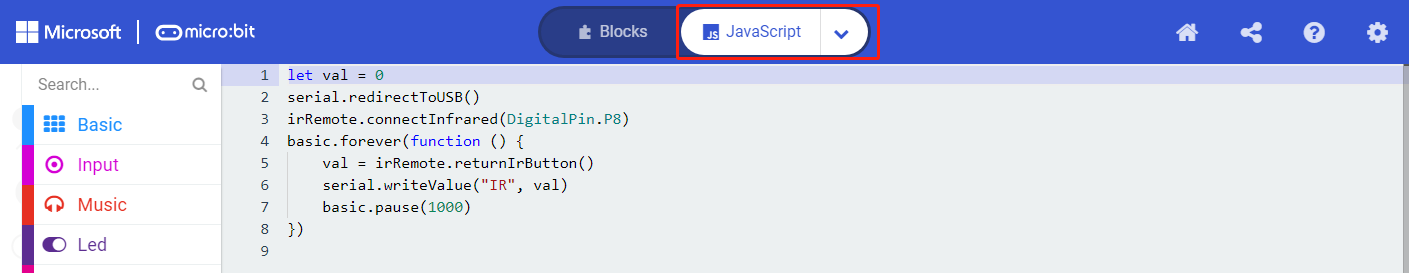 Microsoft micro:bit Blocks JS JavaScript
Search...
Basic
Input
Music
Led
1 let val = 0
2 serial.redirectToUSB()
3 irRemote.connectInfrared(DigitalPin.P8)
4 basic.forever(function () {
5     val = irRemote.returnIrButton()
6     serial.writeValue("IR", val)
7     basic.pause(1000)
8 })
9